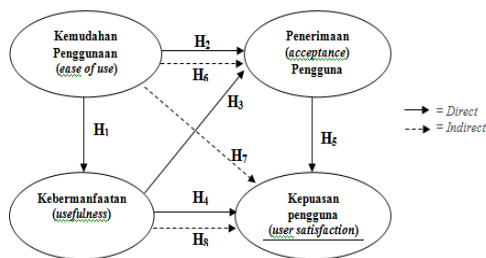 Kemudahan
Penggunaan
(ease of use)
H2
H6
Penerimaan
(acceptance)
Pengguna
H1
H3
H7
H5
= Direct
= Indirect
Kebermanfaatan
(usefulness)
H4
H8
Kepuasan
pengguna
(user satisfaction)